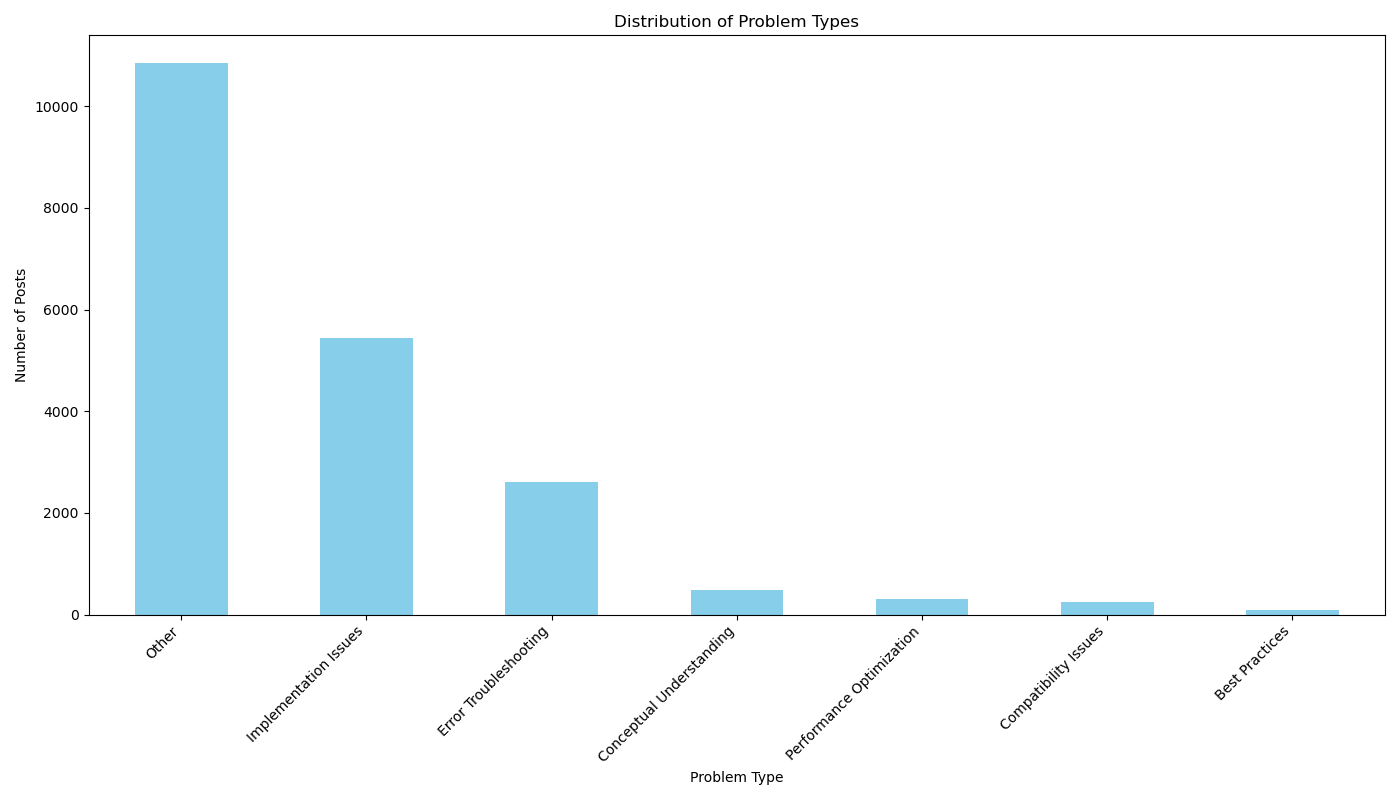 Distribution of Problem Types
Number of Posts
10000
8000
6000
4000
2000
0
Other
Implementation Issues
Error Troubleshooting
Conceptual Understanding
Performance Optimization
Compatibility Issues
Best Practices
Problem Type